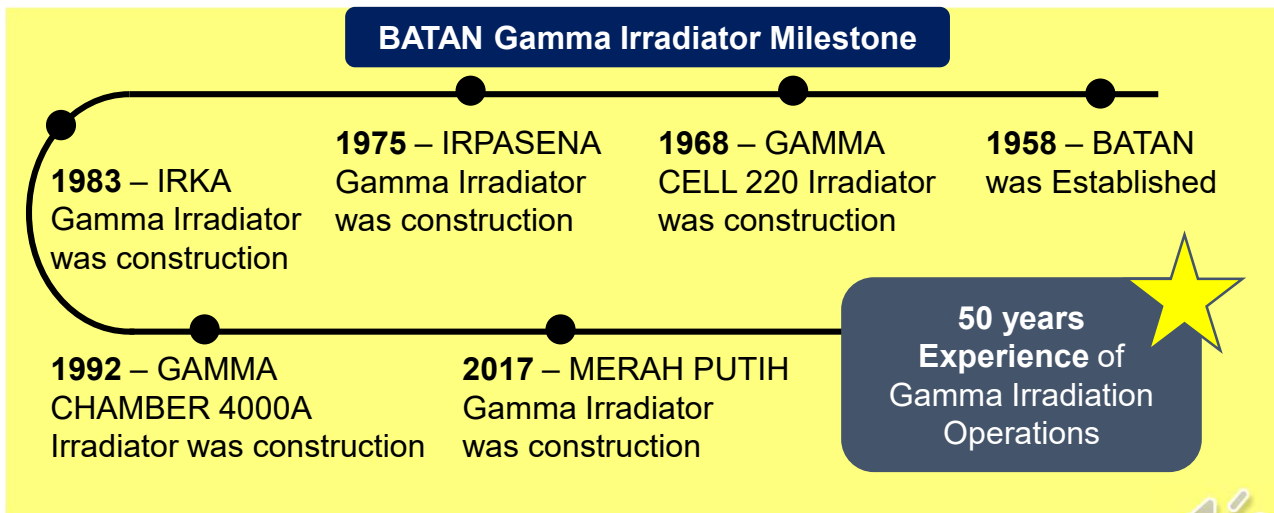 BATAN Gamma Irradiator Milestone
1958 – BATAN
was Established
1968 – GAMMA
CELL 220 Irradiator
was construction
1975 – IRPASENA
Gamma Irradiator
was construction
1983 – IRKA
Gamma Irradiator
was construction
1992 – GAMMA
CHAMBER 4000A
Irradiator was construction
2017 – MERAH PUTIH
Gamma Irradiator
was construction
50 years
Experience of
Gamma Irradiation
Operations